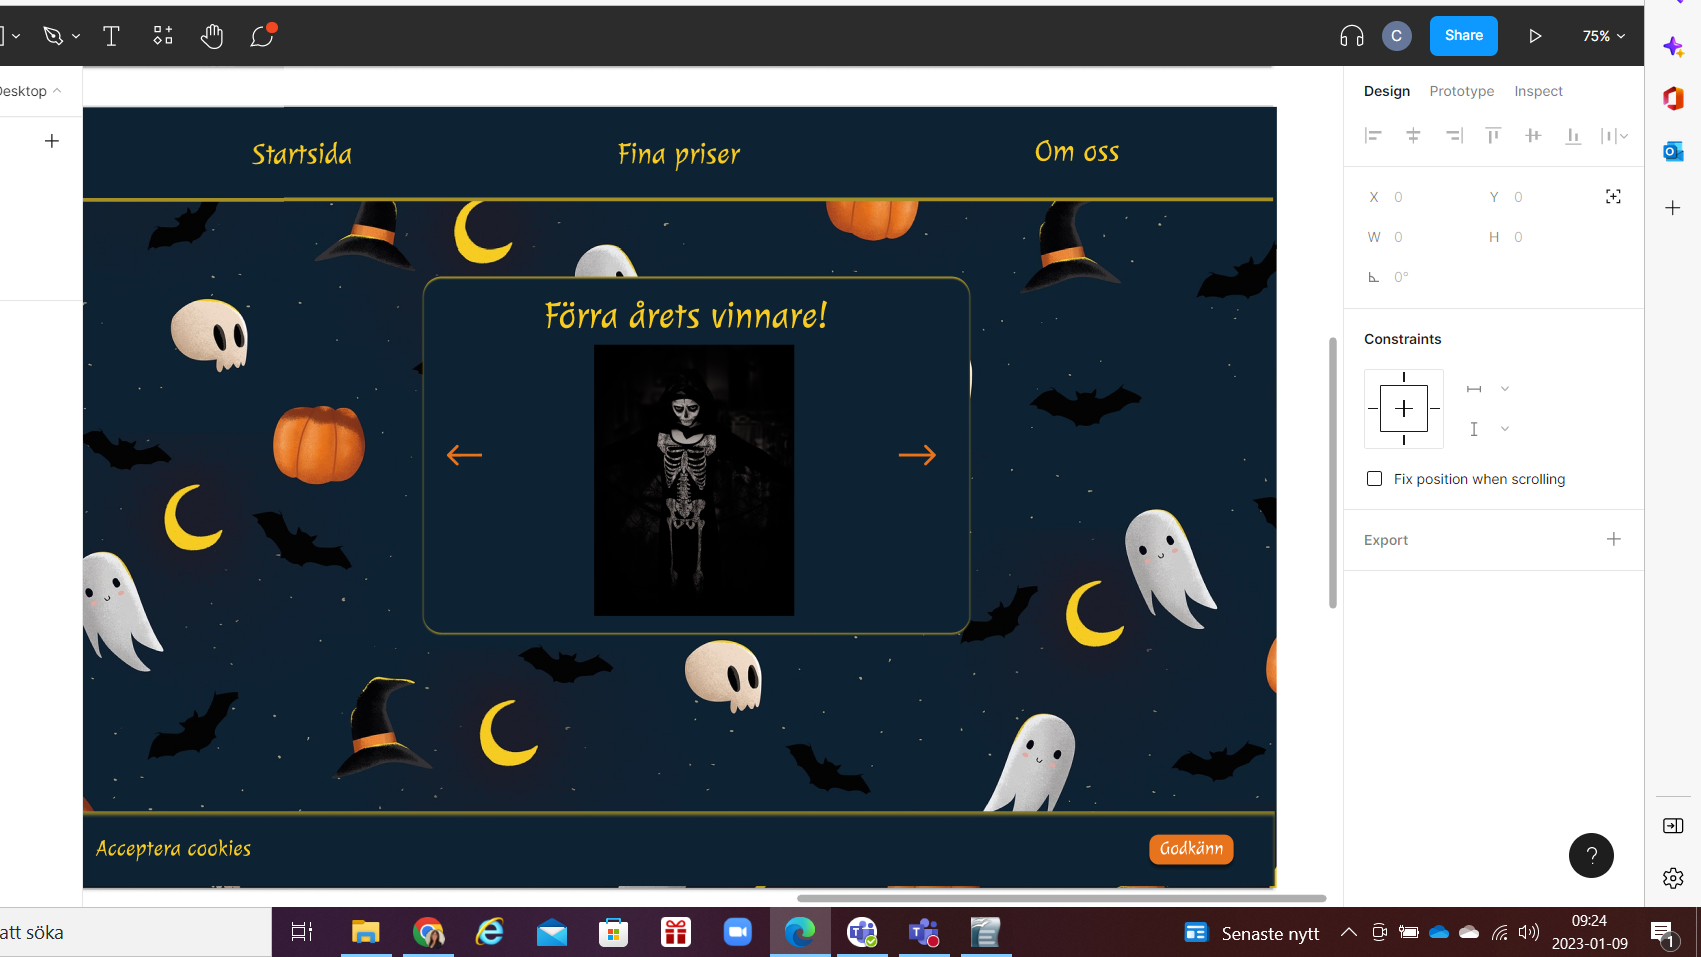 C
Share
75%
Desktop
Design
Prototype
Inspect
Startsida
Fina priser
Om oss
X 0
Y 0
W 0
H 0
0°
Förra årets vinnare!
Constraints
Fix position when scrolling
Export
Acceptera cookies
Godkänn
?
att söka
Senaste nytt
09:24
2023-01-09
1